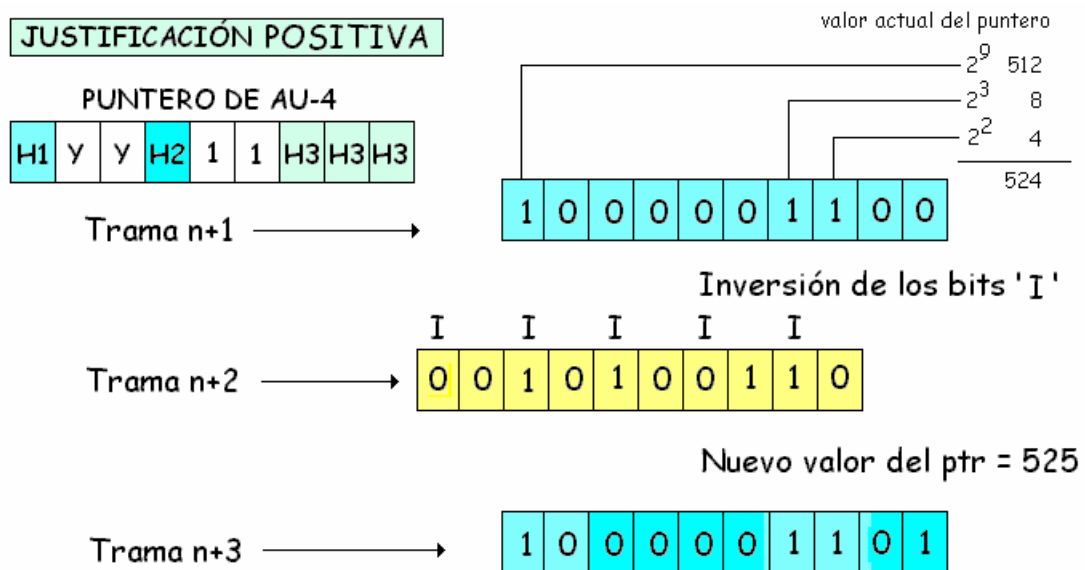 JUSTIFICACIÓN POSITIVA
valor actual del puntero
2^9 512
2^3 8
2^2 4
524
PUNTERO DE AU-4
H1 Y Y H2 1 1 H3 H3 H3
Trama n+1
1 0 0 0 0 0 1 1 0 0
Inversión de los bits 'I'
I I I I I
Trama n+2
0 0 1 0 1 0 0 1 1 0
Nuevo valor del ptr = 525
Trama n+3
1 0 0 0 0 0 1 1 0 1